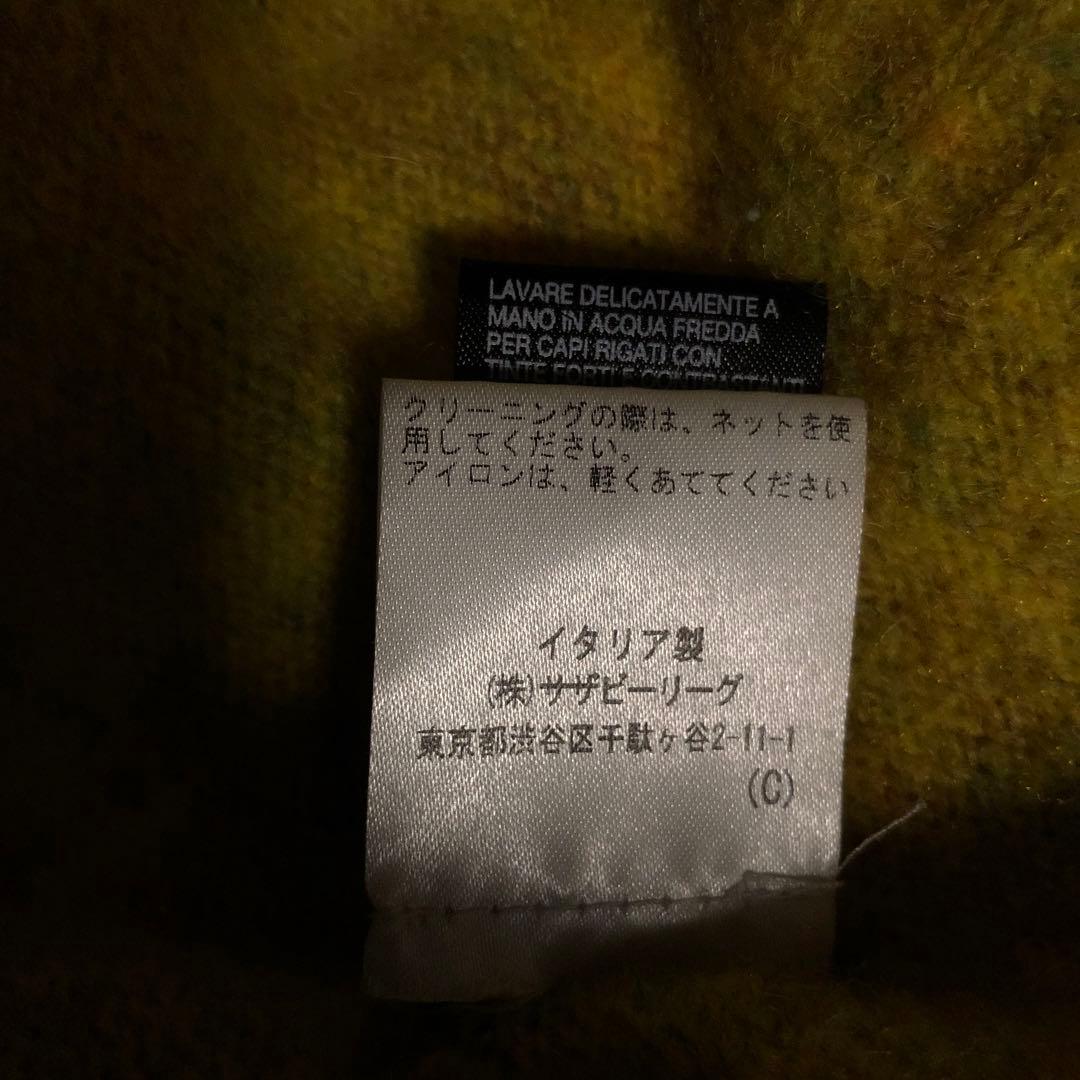 LAVARE DELICATAMENTE A
MANO IN ACQUA FREDDA
PER CAPI RIGATI CON
TINTE FORTI E CONTRASTANTI
クリーニングの際は、ネットを使
用してください。
アイロンは、軽くあててください
イタリア製
(株)サザビーリーグ
東京都渋谷区千駄ヶ谷2-11-1
(C)